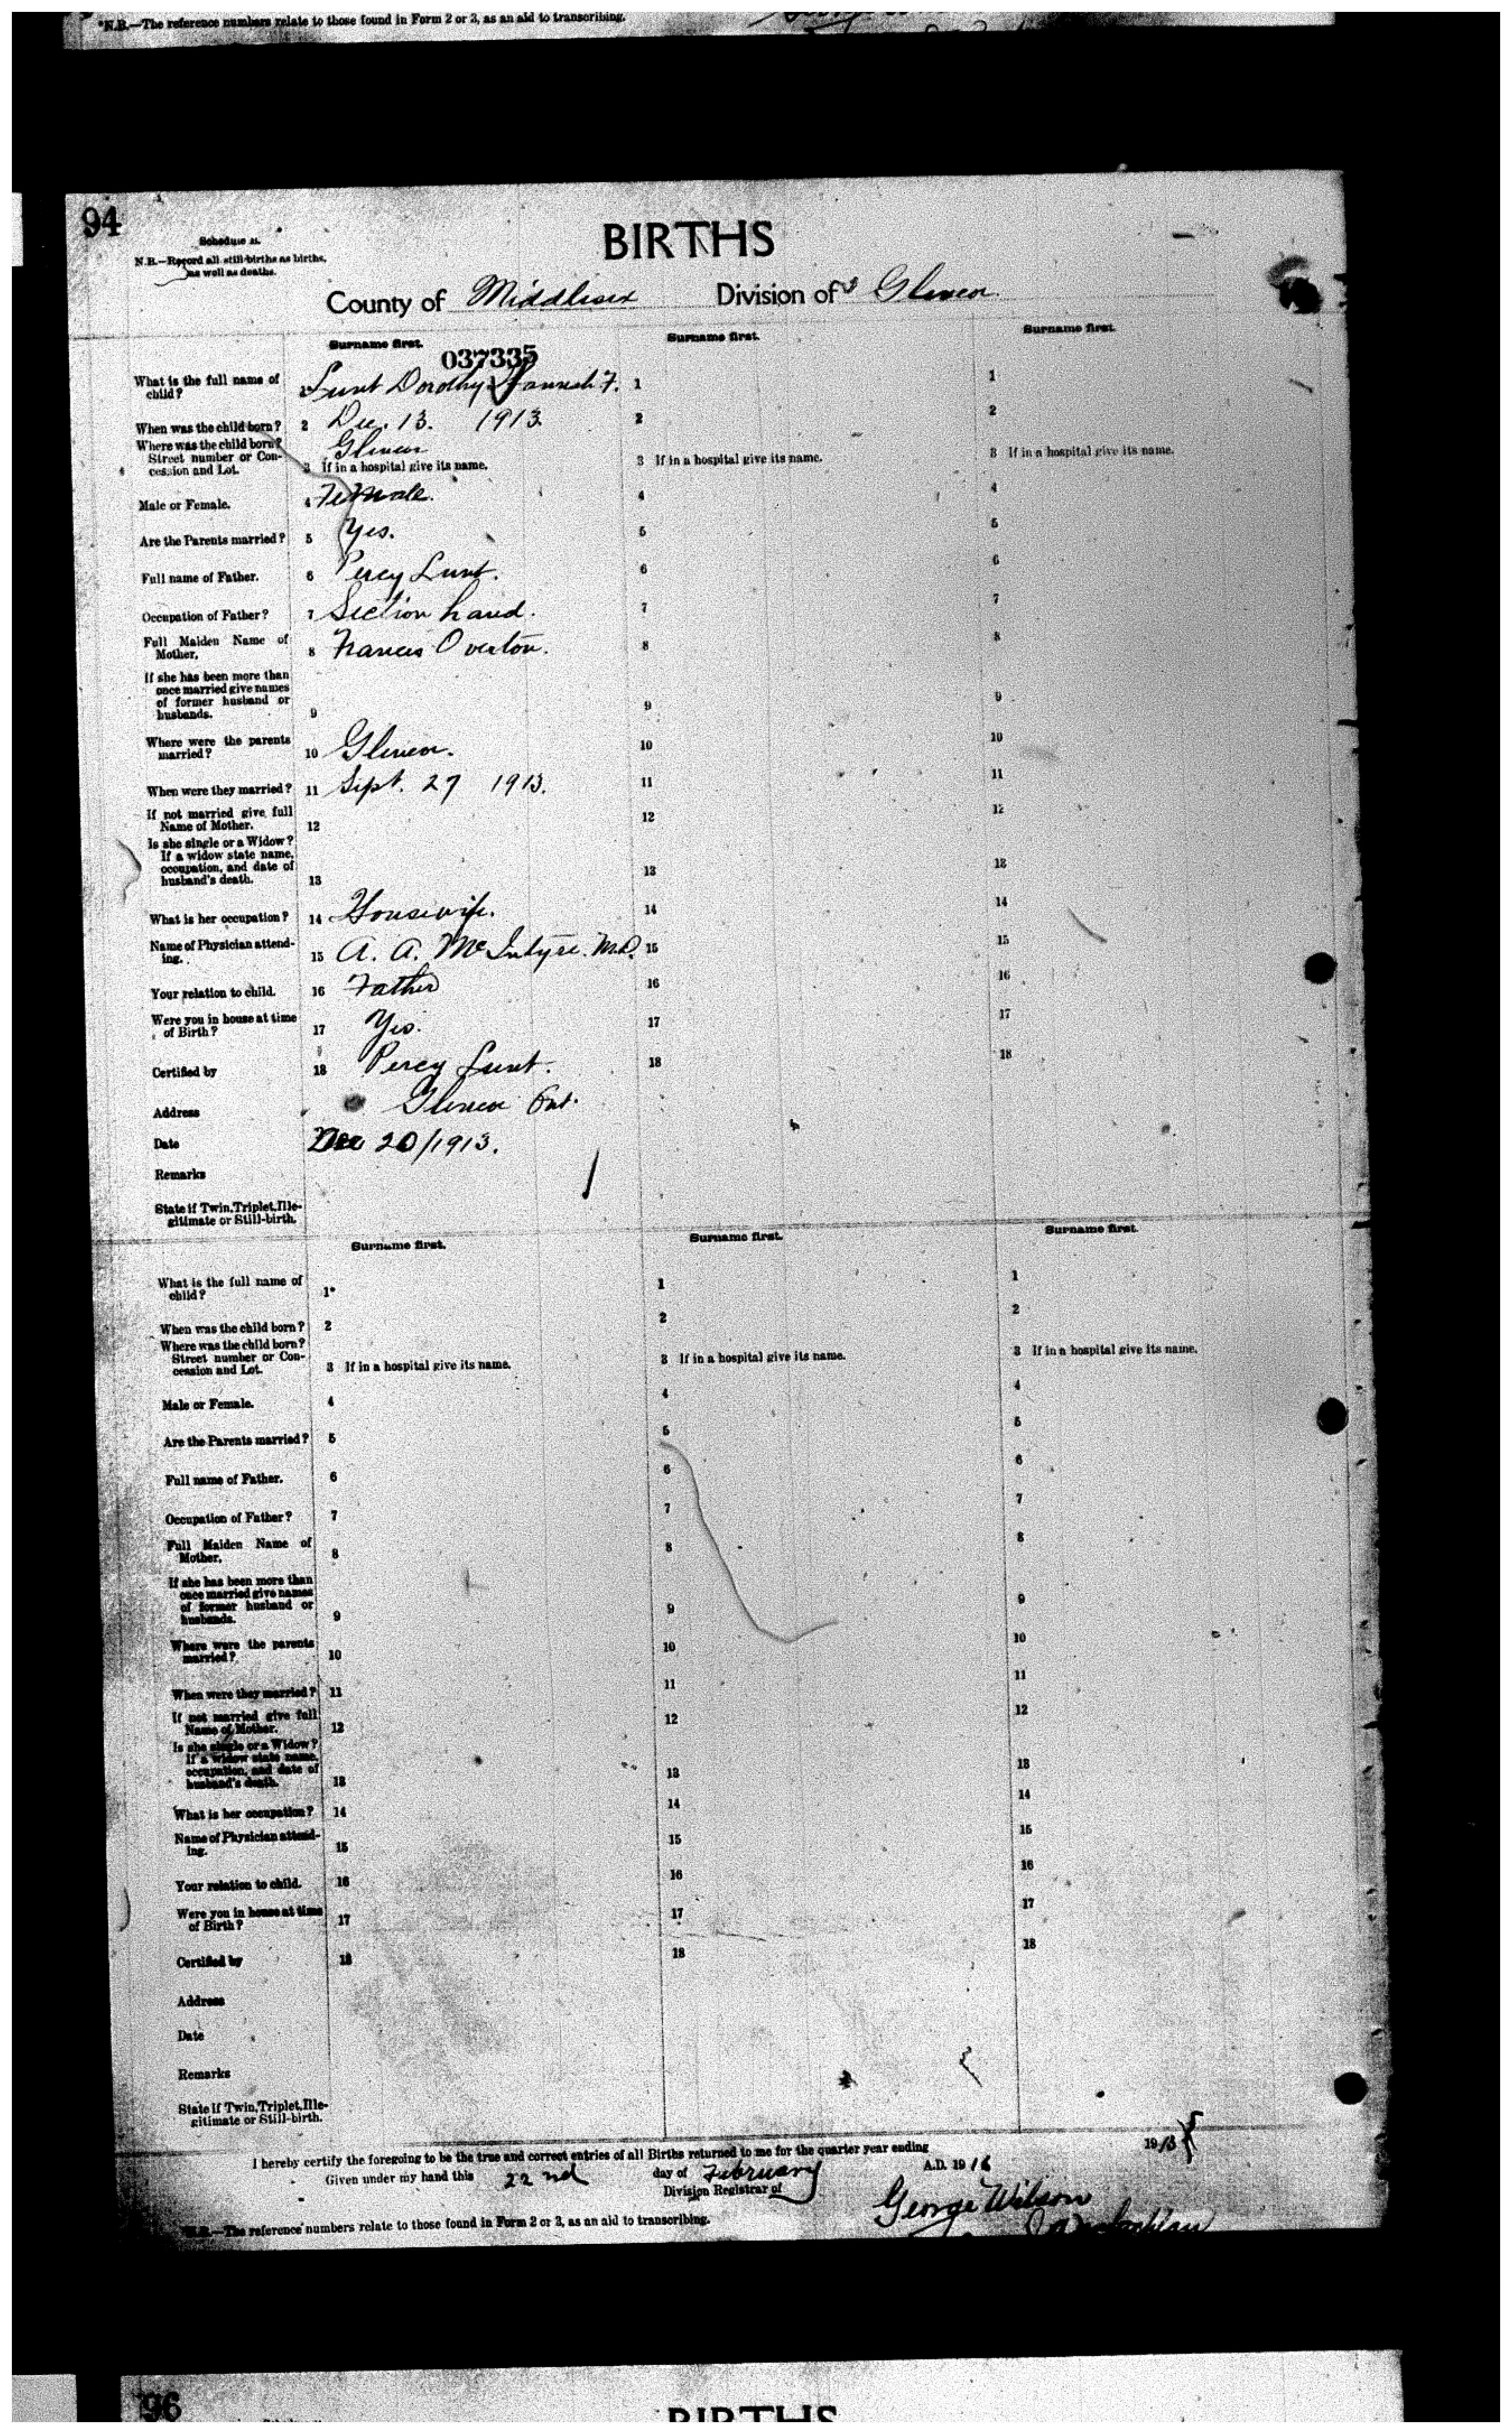 *N.B.—The reference numbers relate to those found in Form 2 or 3, as an aid to transcribing.
94
BIRTHS
Schedule A.
N.B.—Record all still-births as births,
as well as deaths.
County of Middlesex Division of Glencoe
Surname first. Surname first. Surname first.
037335
What is the full name of
child? Lunt Dorothy Hannah F. 1 1
When was the child born? 2 Dec. 13. 1913. 2 2
Where was the child born?
Street number or Con-
cession and Lot.
Glencoe
3 If in a hospital give its name. 3 If in a hospital give its name. 3 If in a hospital give its name.
Male or Female. 4 Female. 4 4
Are the Parents married? 5 Yes. 5 5
Full name of Father. 6 Percy Lunt. 6 6
Occupation of Father? 7 Section hand. 7 7
Full Maiden Name of
Mother. 8 Frances Overton. 8 8
If she has been more than
once married give names
of former husband or
husbands. 9 9 9
Where were the parents
married? 10 Glencoe. 10 10
When were they married? 11 Sept. 27 1913. 11 11
If not married give full
Name of Mother. 12 12 12
Is she single or a Widow?
If a widow state name,
occupation, and date of
husband's death. 13 13 13
What is her occupation? 14 Housewife. 14 14
Name of Physician attend-
ing. 15 A. A. McIntyre. M.D. 15 15
Your relation to child. 16 Father 16 16
Were you in house at time
of Birth? 17 Yes. 17 17
Certified by 18 Percy Lunt. 18 18
Address Glencoe Ont.
Date Dec 20/1913.
Remarks
State if Twin, Triplet, Ille-
gitimate or Still-birth.
Surname first. Surname first. Surname first.
What is the full name of
child? 1 1 1
When was the child born? 2 2 2
Where was the child born?
Street number or Con-
cession and Lot.
3 If in a hospital give its name. 3 If in a hospital give its name. 3 If in a hospital give its name.
Male or Female. 4 4 4
Are the Parents married? 5 5 5
Full name of Father. 6 6 6
Occupation of Father? 7 7 7
Full Maiden Name of
Mother. 8 8 8
If she has been more than
once married give names
of former husband or
husbands. 9 9 9
Where were the parents
married? 10 10 10
When were they married? 11 11 11
If not married give full
Name of Mother. 12 12 12
Is she single or a Widow?
If a widow state name,
occupation, and date of
husband's death. 13 13 13
What is her occupation? 14 14 14
Name of Physician attend-
ing. 15 15 15
Your relation to child. 16 16 16
Were you in house at time
of Birth? 17 17 17
Certified by 18 18 18
Address
Date
Remarks
State if Twin, Triplet, Ille-
gitimate or Still-birth.
I hereby certify the foregoing to be the true and correct entries of all Births returned to me for the quarter year ending 1913
Given under my hand this 22nd day of February A.D. 1916
Division Registrar of George Wilson
N.B.—The reference numbers relate to those found in Form 2 or 3, as an aid to transcribing.
96
BIRTHS